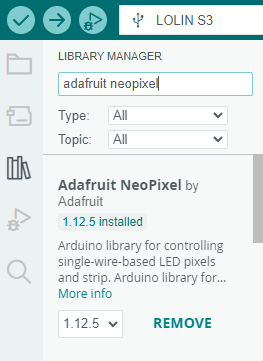 LOLIN S3
LIBRARY MANAGER
adafruit neopixel
Type: All
Topic: All
Adafruit NeoPixel by
Adafruit
1.12.5 installed
Arduino library for controlling
single-wire-based LED pixels
and strip. Arduino library for...
More info
1.12.5 REMOVE